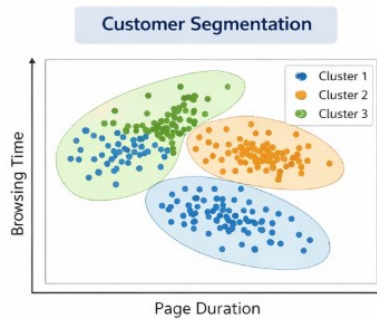 Customer Segmentation
Cluster 1
Cluster 2
Cluster 3
Browsing Time
Page Duration